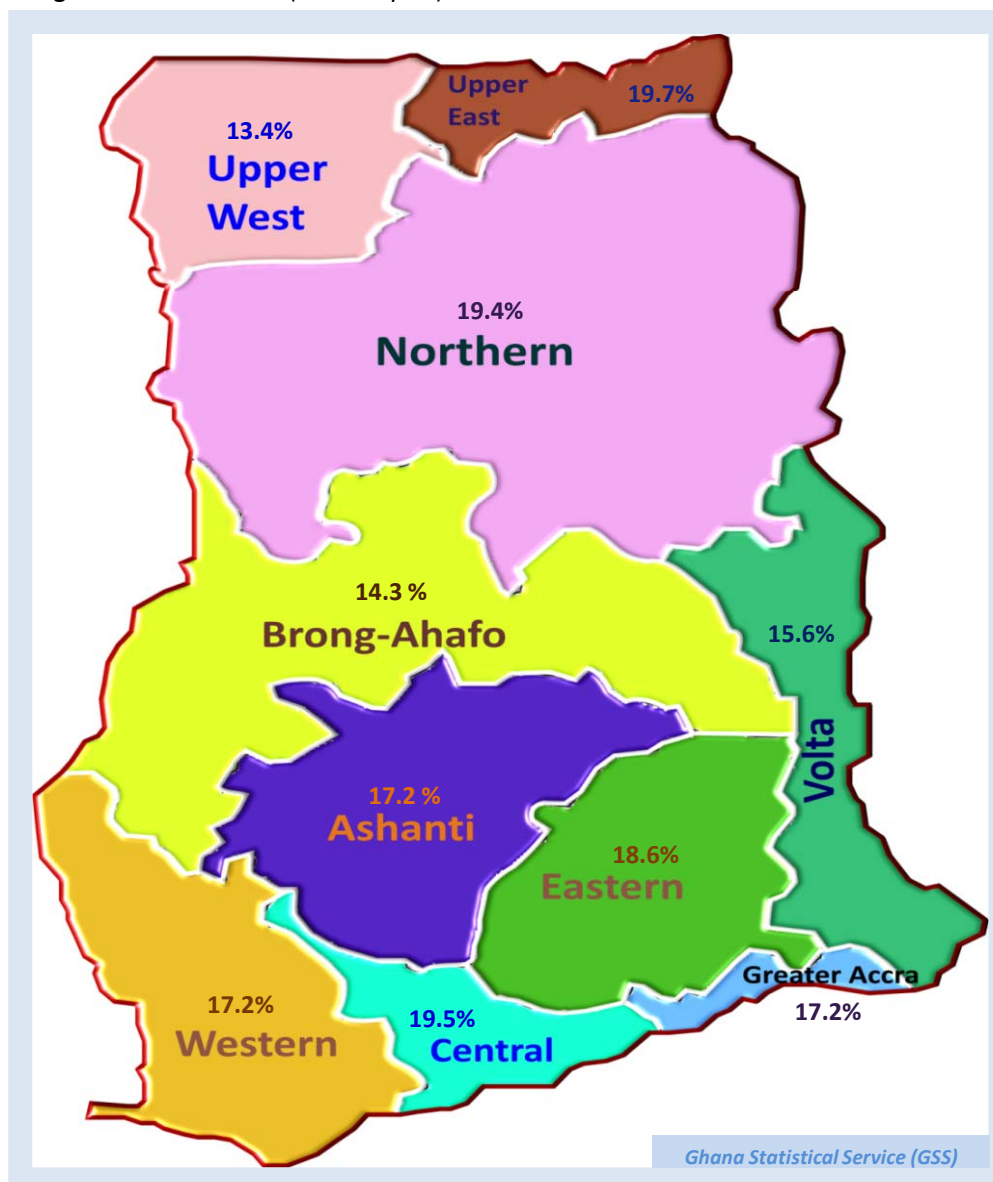 13.4%
Upper
West
Upper
East
19.7%
19.4%
Northern
14.3 %
Brong-Ahafo
15.6%
Volta
17.2 %
Ashanti
18.6%
Eastern
Greater Accra
17.2%
17.2%
Western
19.5%
Central
Ghana Statistical Service (GSS)